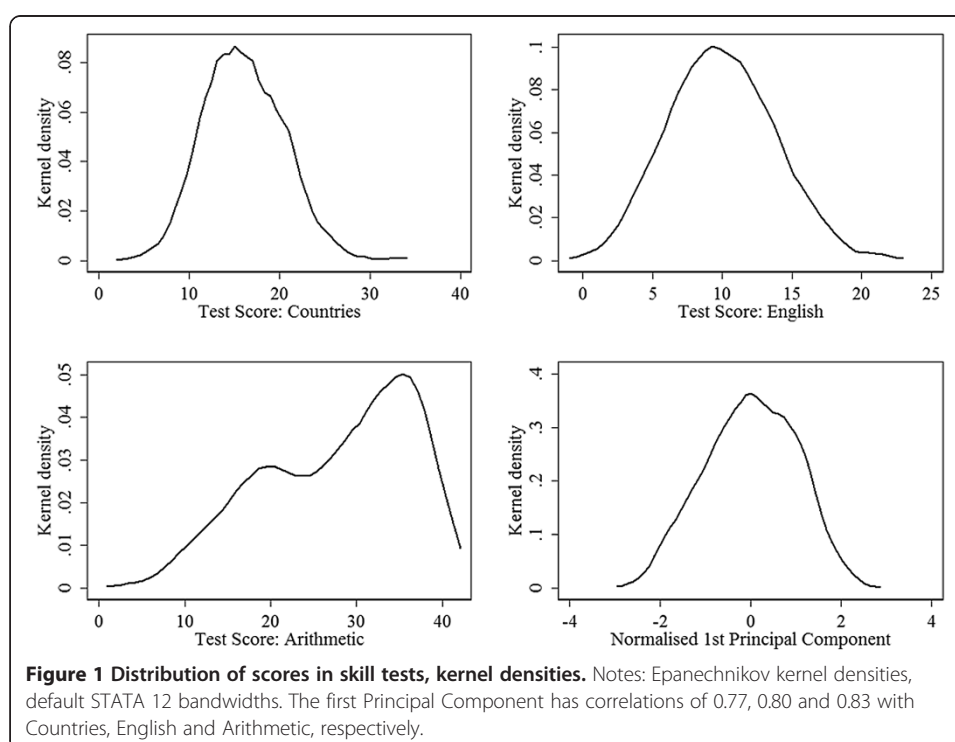 Kernel density
0 .02 .04 .06 .08
0 10 20 30 40
Test Score: Countries
Kernel density
0 .02 .04 .06 .08 .1
0 5 10 15 20 25
Test Score: English
Kernel density
0 .01 .02 .03 .04 .05
0 10 20 30 40
Test Score: Arithmetic
Kernel density
0 .1 .2 .3 .4
-4 -2 0 2 4
Normalised 1st Principal Component
Figure 1 Distribution of scores in skill tests, kernel densities. Notes: Epanechnikov kernel densities,
default STATA 12 bandwidths. The first Principal Component has correlations of 0.77, 0.80 and 0.83 with
Countries, English and Arithmetic, respectively.